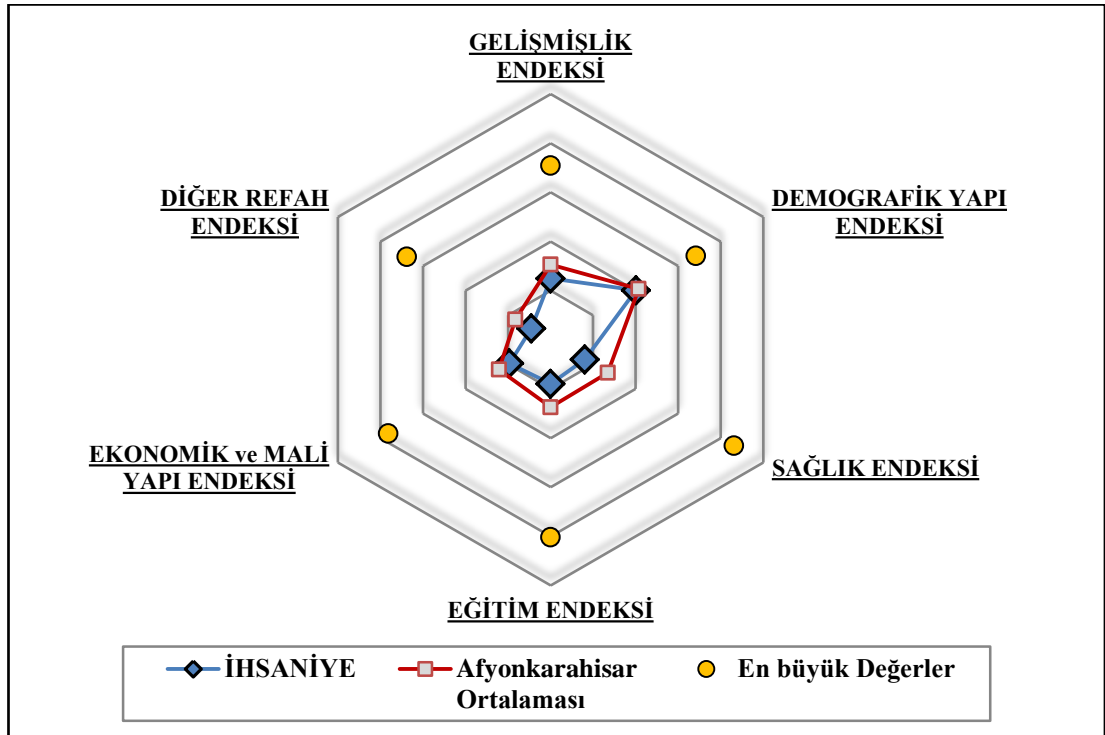 GELİŞMİŞLİK
ENDEKSİ
DİĞER REFAH
ENDEKSİ
DEMOGRAFİK YAPI
ENDEKSİ
EKONOMİK ve MALİ
YAPI ENDEKSİ
SAĞLIK ENDEKSİ
EĞİTİM ENDEKSİ
İHSANİYE
Afyonkarahisar
Ortalaması
En büyük Değerler